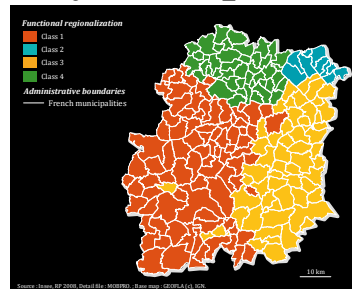 Functional regionalization
Class 1
Class 2
Class 3
Class 4
Administrative boundaries
French municipalities
10 km
Source : Insee, RP 2008, Detail file : MOBPRO. ; Base map : GEOFLA (c), IGN.